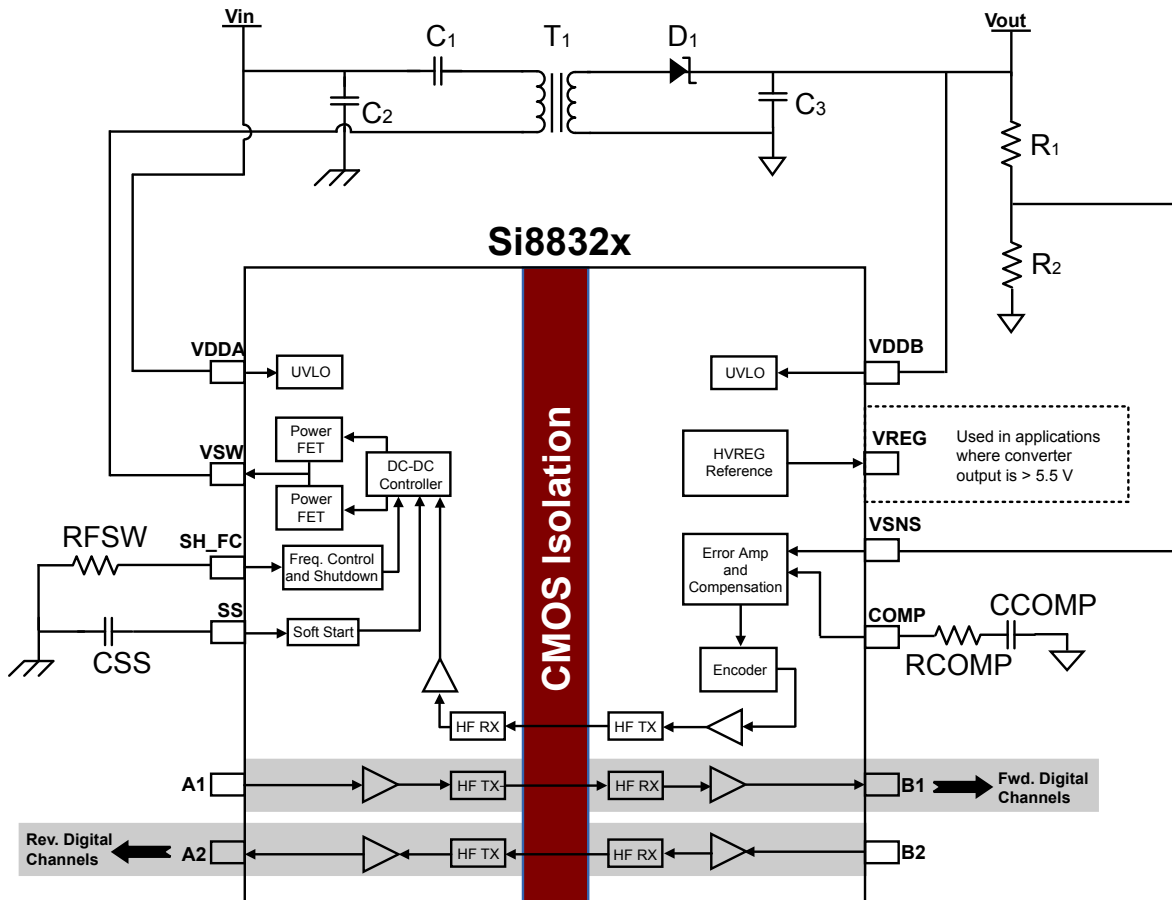 Vin
C1
T1
D1
Vout
C2
C3
R1
R2
Si8832x
VDDA
UVLO
UVLO
VDDB
Power
FET
VSW
DC-DC
Controller
Power
FET
HVREG
Reference
VREG
Used in applications
where converter
output is > 5.5 V
RFSW
SH_FC
Freq. Control
and Shutdown
SS
Soft Start
CSS
CMOS Isolation
VSNS
Error Amp
and
Compensation
COMP
CCOMP
RCOMP
Encoder
HF RX
HF TX
A1
HF TX
HF RX
B1
Fwd. Digital
Channels
Rev. Digital
Channels
A2
HF TX
HF RX
B2